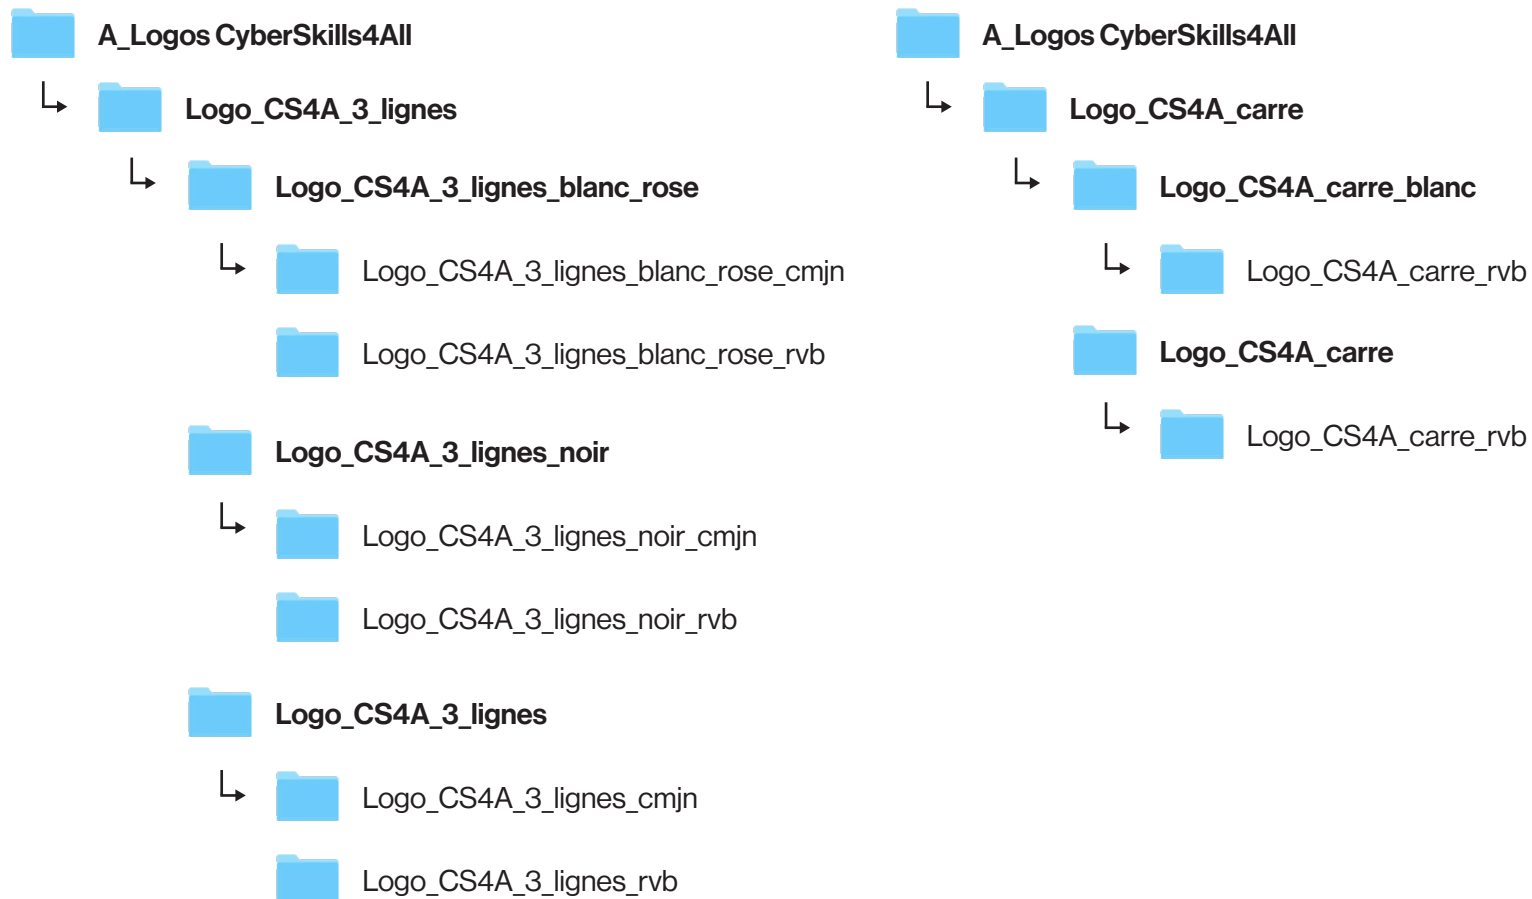 A_Logos CyberSkills4All
Logo_CS4A_3_lignes
Logo_CS4A_3_lignes_blanc_rose
Logo_CS4A_3_lignes_blanc_rose_cmjn
Logo_CS4A_3_lignes_blanc_rose_rvb
Logo_CS4A_3_lignes_noir
Logo_CS4A_3_lignes_noir_cmjn
Logo_CS4A_3_lignes_noir_rvb
Logo_CS4A_3_lignes
Logo_CS4A_3_lignes_cmjn
Logo_CS4A_3_lignes_rvb
A_Logos CyberSkills4All
Logo_CS4A_carre
Logo_CS4A_carre_blanc
Logo_CS4A_carre_rvb
Logo_CS4A_carre
Logo_CS4A_carre_rvb